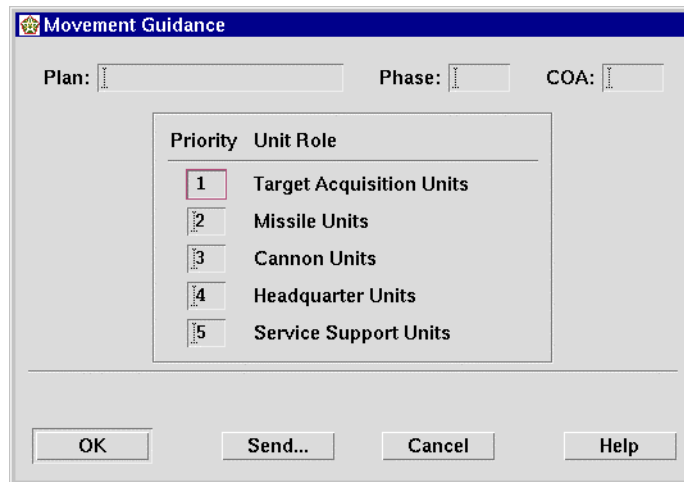 Movement Guidance
Plan: Phase: COA:
Priority Unit Role
1 Target Acquisition Units
2 Missile Units
3 Cannon Units
4 Headquarter Units
5 Service Support Units
OK Send... Cancel Help